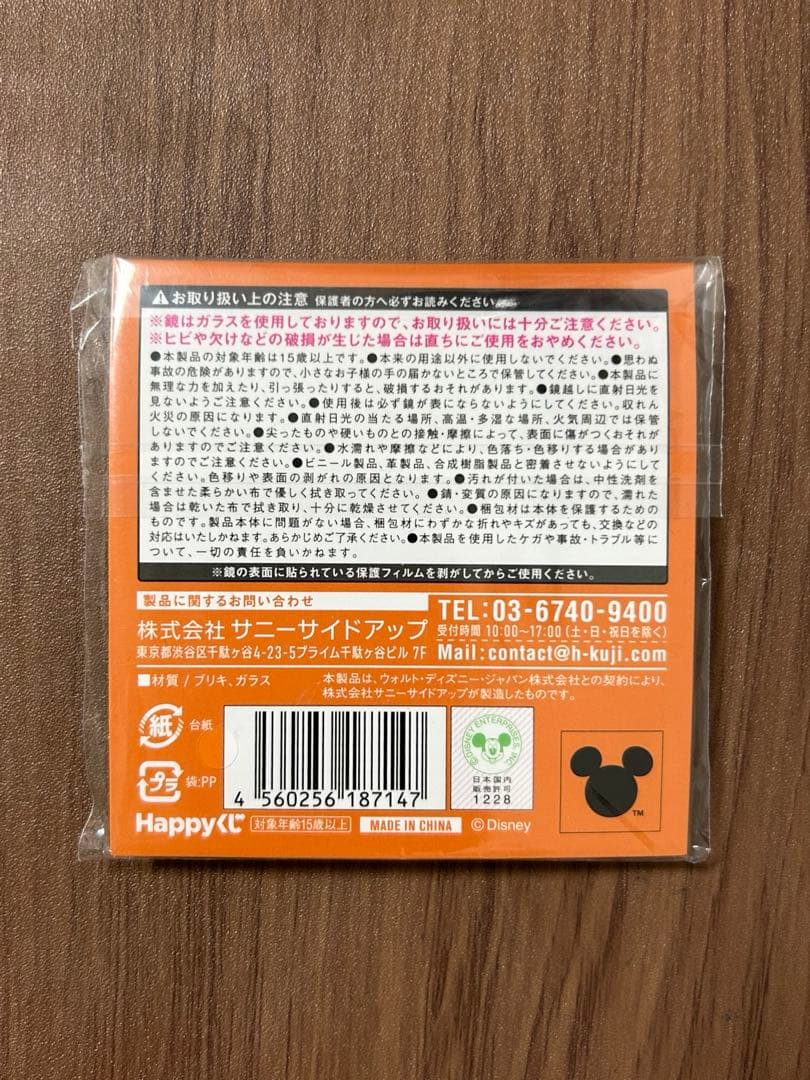 お取り扱い上の注意 保護者の方へ必ずお読みください
※鏡はガラスを使用しておりますので、お取り扱いには十分ご注意ください。
※ヒビや欠けなどの破損が生じた場合は直ちにご使用をおやめください。
●本製品の対象年齢は15歳以上です。●本来の用途以外に使用しないでください。●思わぬ
事故の危険がありますので、小さなお子様の手の届かないところで保管してください。●本製品に
無理な力を加えたり、引っ張ったりすると、破損するおそれがあります。●鏡越しに直射日光を
見ないようご注意ください。●使用後は必ず鏡が表にならないようにしてください。収れん
火災の原因になります。●直射日光の当たる場所、高温・多湿な場所、火気周辺では保管
しないでください。●尖ったものや硬いものとの接触・摩擦によって、表面に傷がつくおそれが
ありますのでご注意ください。●水濡れや摩擦などにより、色落ち・色移りする場合があり
ますのでご注意ください。●ビニール製品、革製品、合成樹脂製品と密着させないようにして
ください。色移りや表面の剥がれの原因となります。●汚れが付いた場合は、中性洗剤
を含ませた柔らかい布で優しく拭き取ってください。●錆・変質の原因になりますので、濡れた
場合は乾いた布で拭き取り、十分に乾燥させてください。●梱包材は本体を保護するための
ものです。製品本体に問題がない場合、梱包材にわずかな折れやキズがあっても、交換などの
対応はいたしかねます。あらかじめご了承ください。●本製品を使用したケガや事故・トラブル等に
ついて、一切の責任を負いかねます。
※鏡の表面に貼られている保護フィルムを剥がしてからご使用ください。
製品に関するお問い合わせ
株式会社 サニーサイドアップ
東京都渋谷区千駄ヶ谷4-23-5プライム千駄ヶ谷ビル 7F
TEL:03-6740-9400
受付時間 10:00〜17:00(土・日・祝日を除く)
Mail:contact@h-kuji.com
■材質 / ブリキ、ガラス
本製品は、ウォルト・ディズニー・ジャパン株式会社との契約により、
株式会社サニーサイドアップが製造したものです。
紙 台紙
プラ 袋:PP
4 560256 187147
©DISNEY ENTERPRISES, INC.
日本国内
販売許可
1228
TM
Happyくじ 対象年齢15歳以上 MADE IN CHINA ©Disney